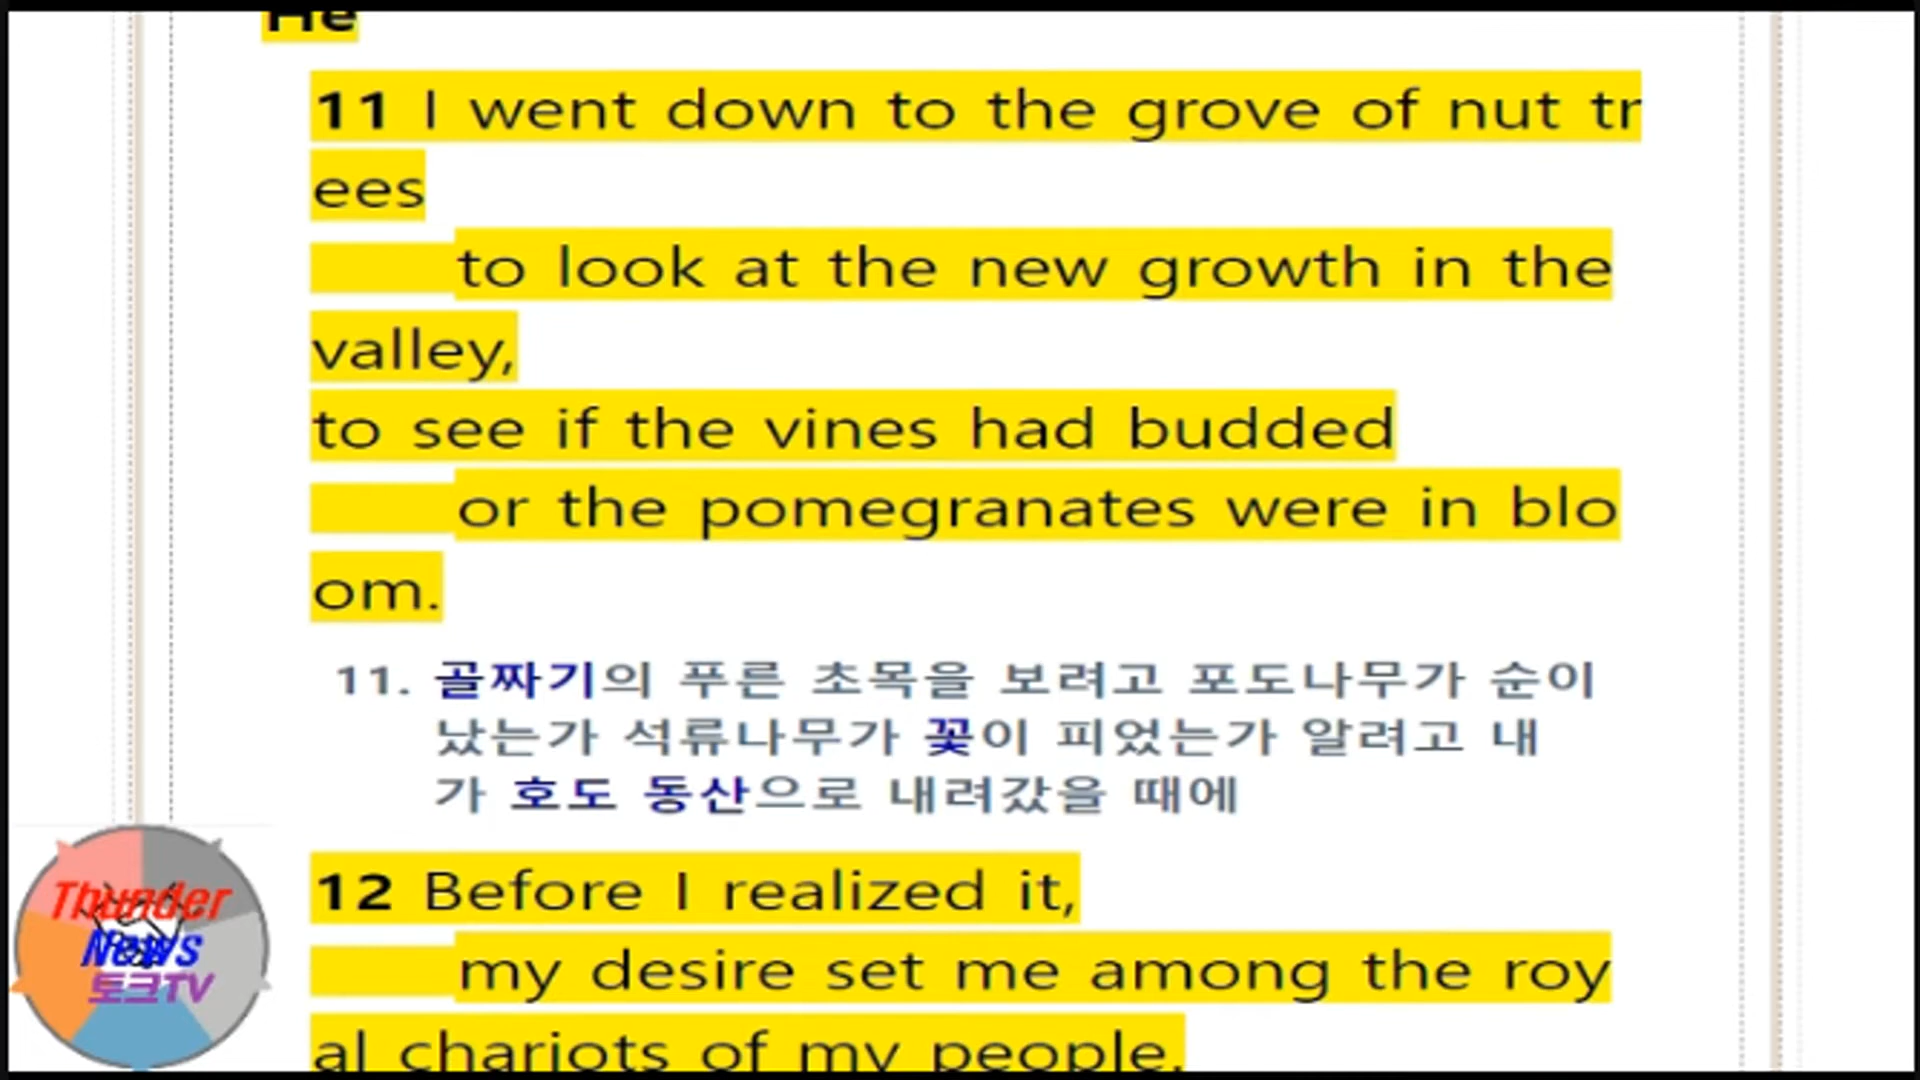 He
11 I went down to the grove of nut tr
ees
to look at the new growth in the
valley,
to see if the vines had budded
or the pomegranates were in blo
om.
11. 골짜기의 푸른 초목을 보려고 포도나무가 순이
났는가 석류나무가 꽃이 피었는가 알려고 내
가 호도 동산으로 내려갔을 때에
12 Before I realized it,
my desire set me among the roy
al chariots of my people.
Thunder
News
토크TV